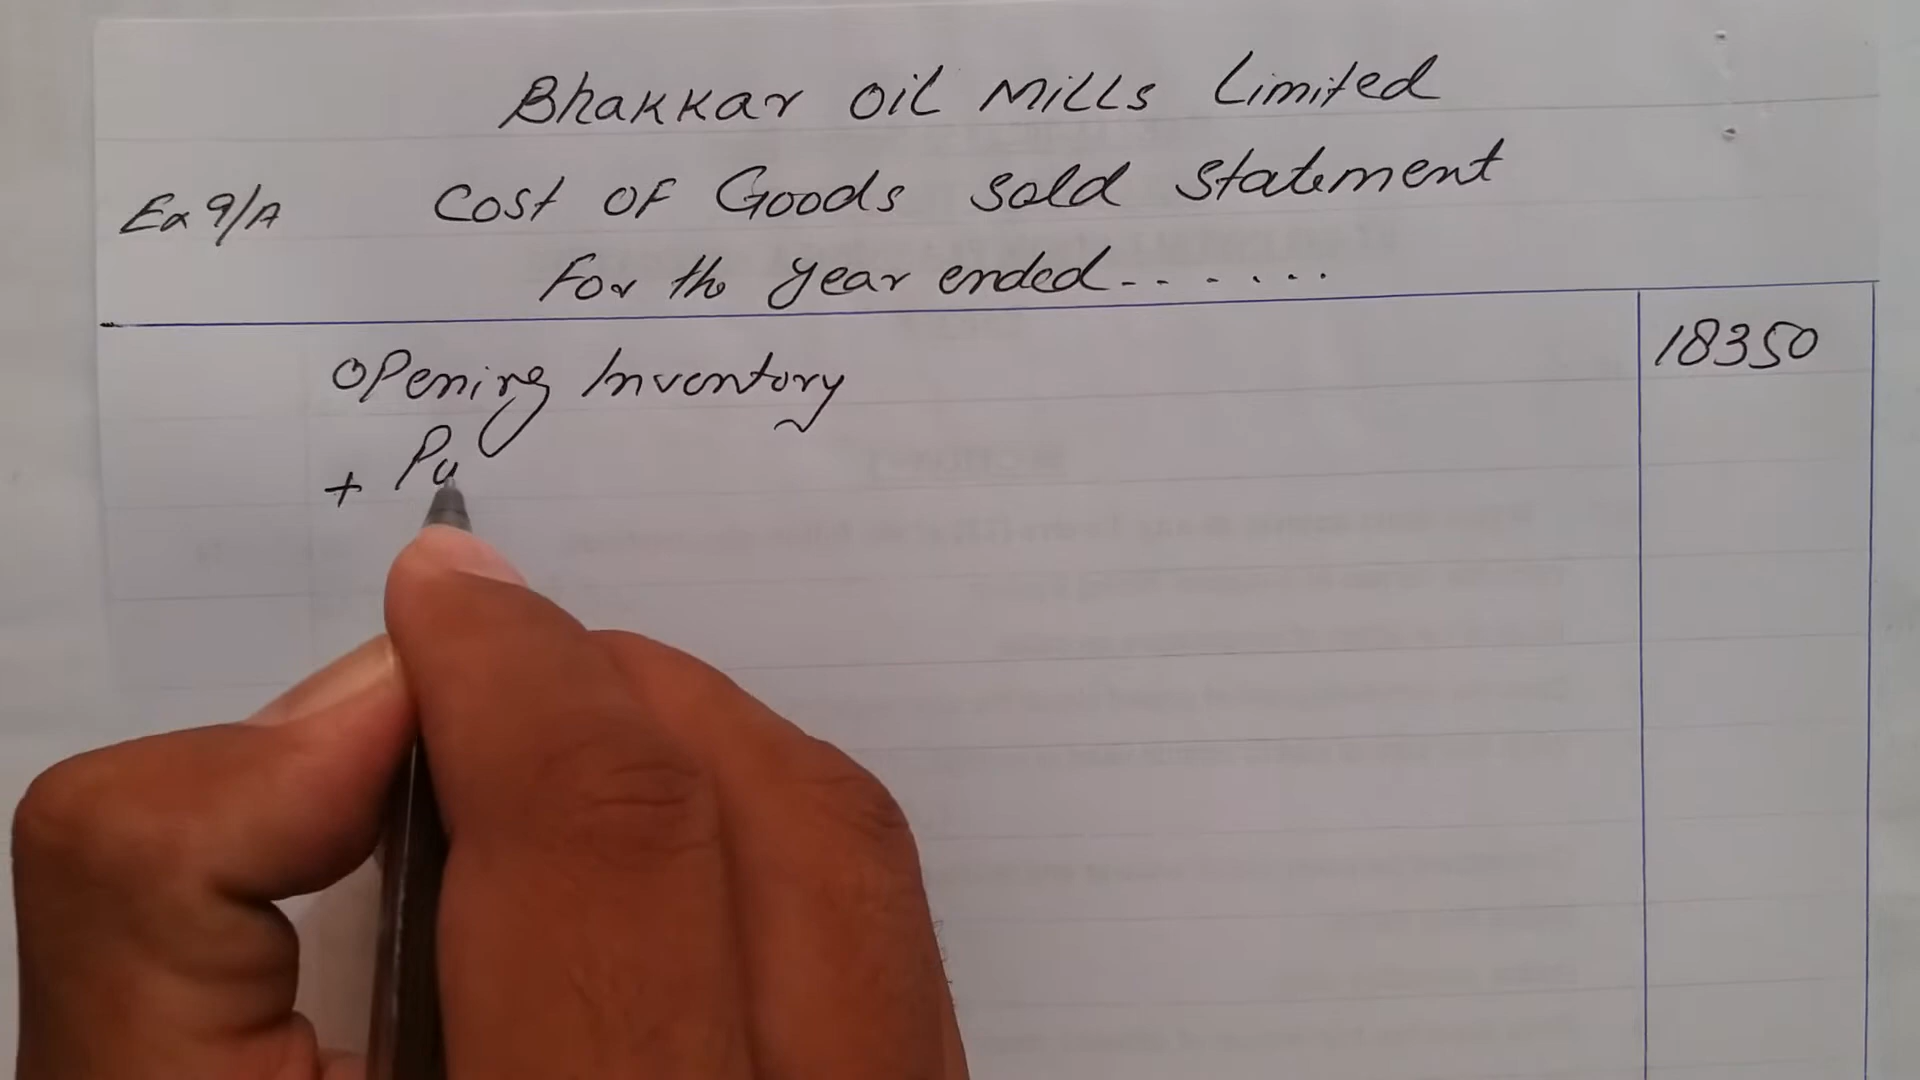 Bhakkar Oil Mills Limited
Ex 9/A Cost OF Goods Sold Statement
For the year ended.......
Opening Inventory 18350
+ Pu